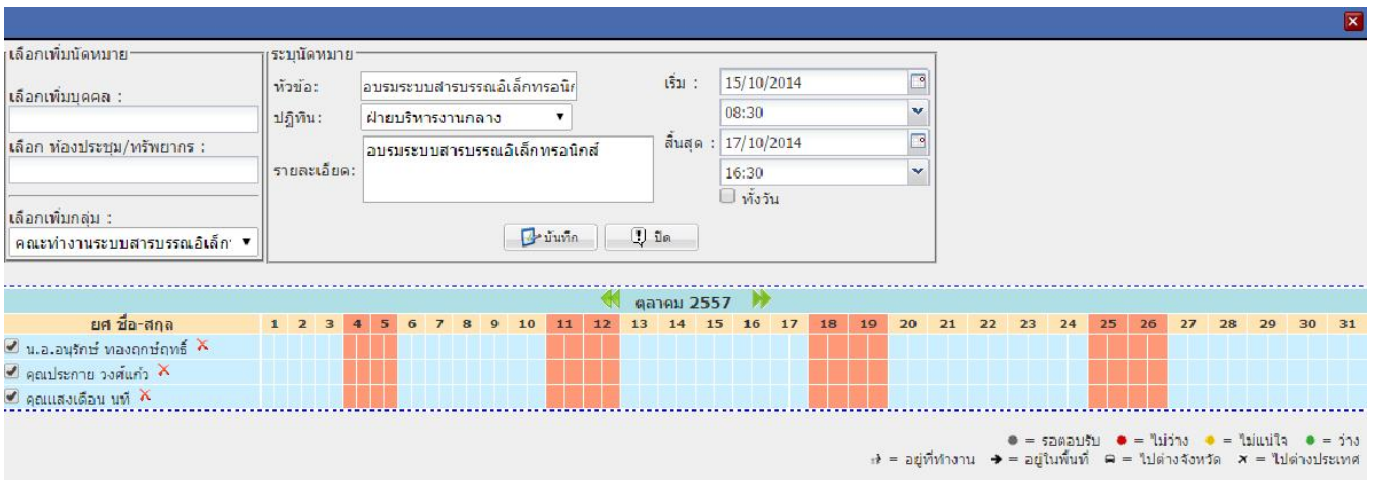 เลือกเพิ่มนัดหมาย
เลือกเพิ่มบุคคล :
เลือก ห้องประชุม/ทรัพยากร :
เลือกเพิ่มกลุ่ม :
คณะทำงานระบบสารบรรณอิเล็ก
ระบุนัดหมาย
หัวข้อ: อบรมระบบสารบรรณอิเล็กทรอนิ
ปฏิทิน: ฝ่ายบริหารงานกลาง
รายละเอียด: อบรมระบบสารบรรณอิเล็กทรอนิกส์
เริ่ม : 15/10/2014
08:30
สิ้นสุด : 17/10/2014
16:30
ทั้งวัน
บันทึก ปิด
ตุลาคม 2557
ยศ ชื่อ-สกุล 1 2 3 4 5 6 7 8 9 10 11 12 13 14 15 16 17 18 19 20 21 22 23 24 25 26 27 28 29 30 31
น.อ.อนุรักษ์ ทองฤกษ์ฤทธิ์
คุณประกาย วงศ์แก้ว
คุณแสงเดือน นที
= รอตอบรับ = ไม่ว่าง = ไม่แน่ใจ = ว่าง
= อยู่ที่ทำงาน = อยู่ในพื้นที่ = ไปต่างจังหวัด = ไปต่างประเทศ